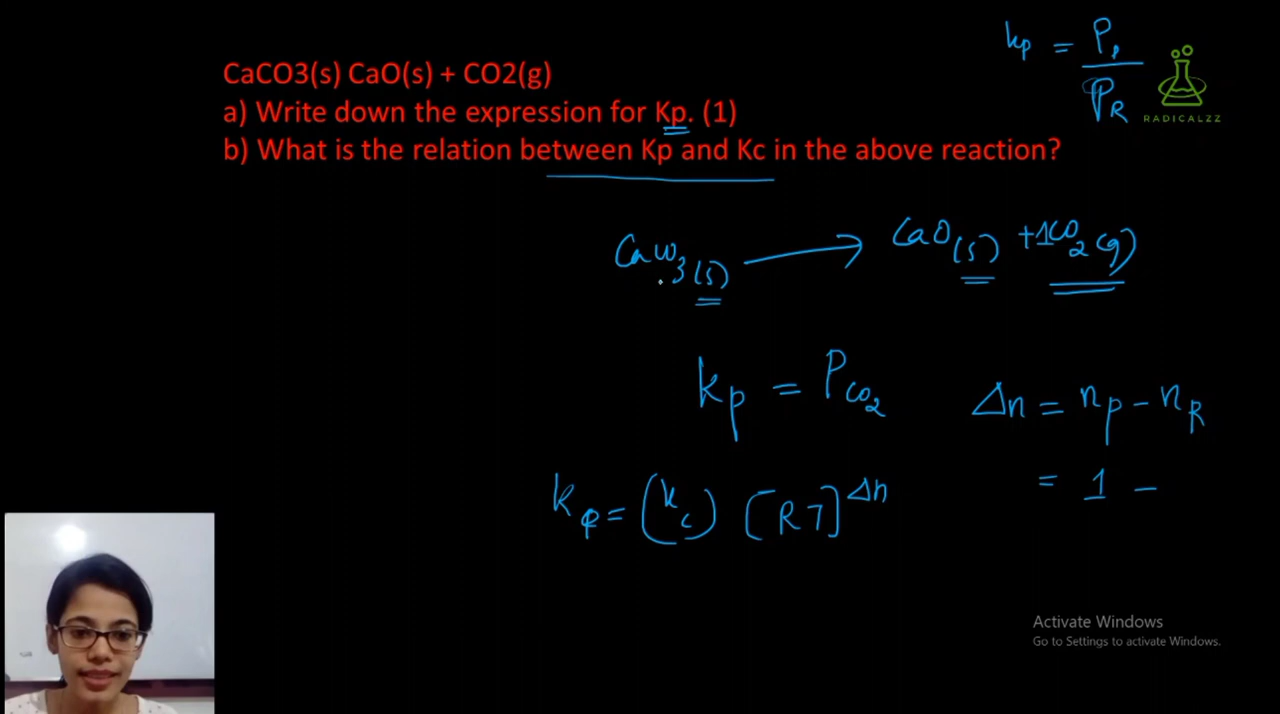 kp = Pp
PR
RADICALZZ
CaCO3(s) CaO(s) + CO2(g)
a) Write down the expression for Kp. (1)
b) What is the relation between Kp and Kc in the above reaction?
CaCO3(s) → CaO(s) + 1CO2(g)
kp = PCO2
Δn = np - nR
= 1 -
kp = (kc) [RT]^Δn
Activate Windows
Go to Settings to activate Windows.